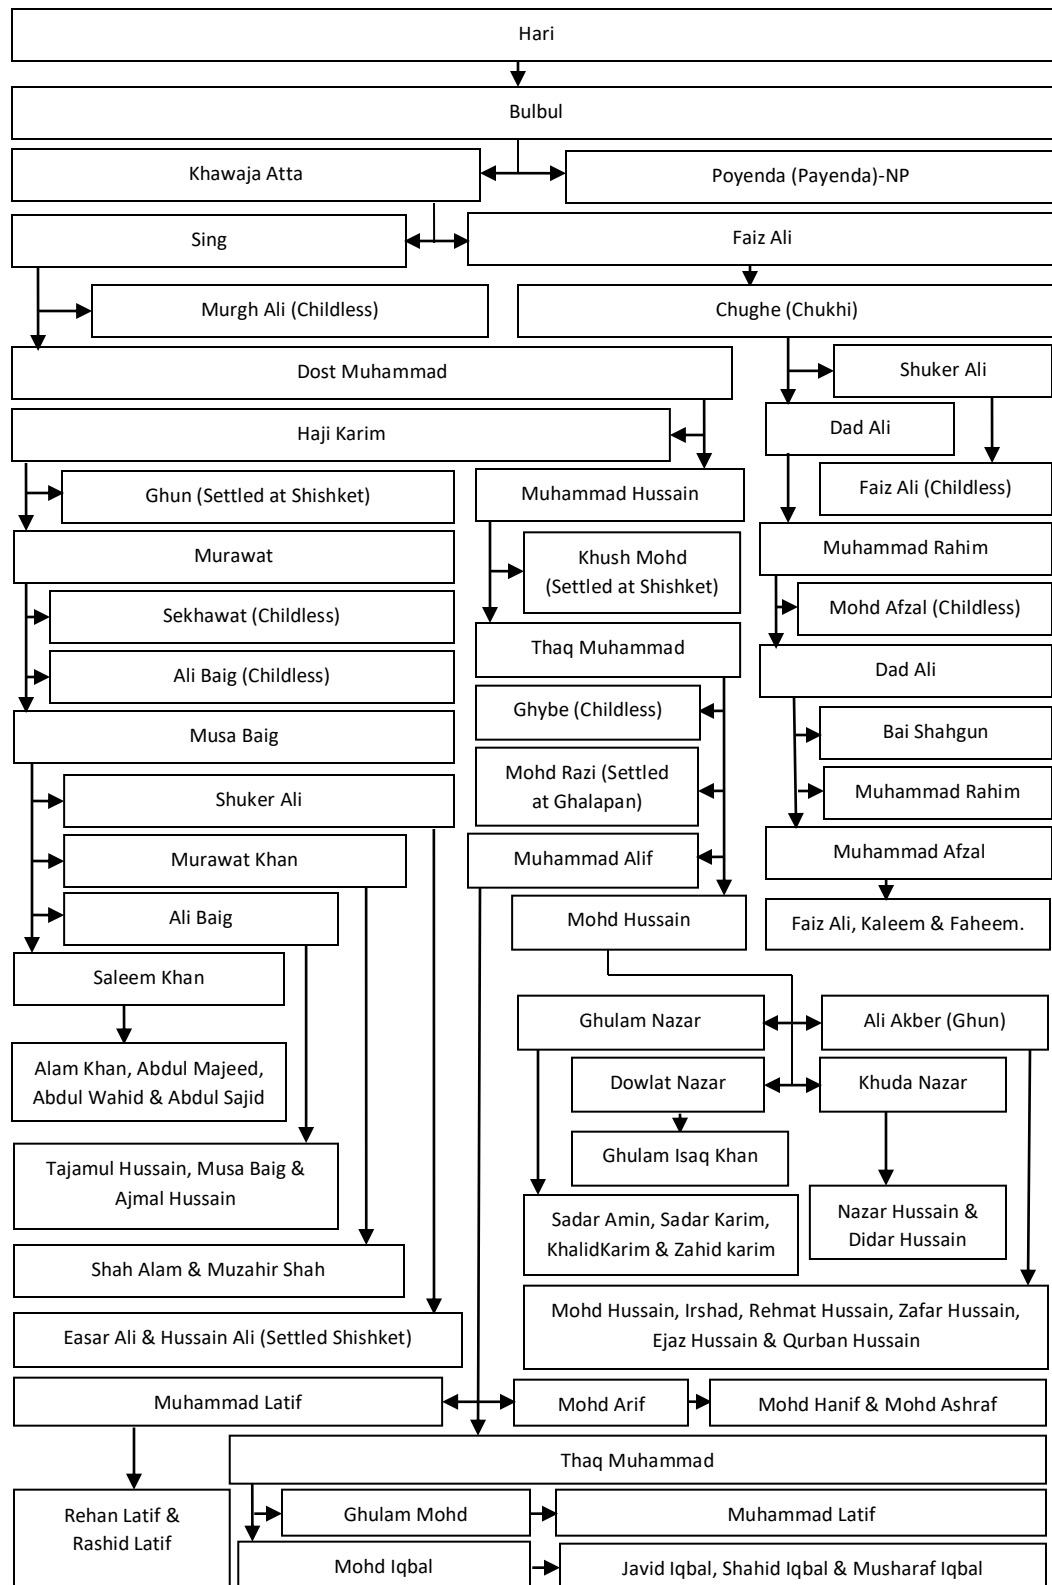 Hari
Bulbul
Khawaja Atta
Poyenda (Payenda)-NP
Sing
Faiz Ali
Murgh Ali (Childless)
Chughe (Chukhi)
Dost Muhammad
Shuker Ali
Haji Karim
Dad Ali
Ghun (Settled at Shishket)
Muhammad Hussain
Faiz Ali (Childless)
Murawat
Khush Mohd
(Settled at Shishket)
Muhammad Rahim
Sekhawat (Childless)
Mohd Afzal (Childless)
Thaq Muhammad
Ali Baig (Childless)
Dad Ali
Ghybe (Childless)
Musa Baig
Bai Shahgun
Mohd Razi (Settled
at Ghalapan)
Shuker Ali
Muhammad Rahim
Murawat Khan
Muhammad Alif
Muhammad Afzal
Ali Baig
Mohd Hussain
Faiz Ali, Kaleem & Faheem.
Saleem Khan
Ghulam Nazar
Ali Akber (Ghun)
Alam Khan, Abdul Majeed,
Abdul Wahid & Abdul Sajid
Dowlat Nazar
Khuda Nazar
Ghulam Isaq Khan
Tajamul Hussain, Musa Baig &
Ajmal Hussain
Sadar Amin, Sadar Karim,
KhalidKarim & Zahid karim
Nazar Hussain &
Didar Hussain
Shah Alam & Muzahir Shah
Easar Ali & Hussain Ali (Settled Shishket)
Mohd Hussain, Irshad, Rehmat Hussain, Zafar Hussain,
Ejaz Hussain & Qurban Hussain
Muhammad Latif
Mohd Arif
Mohd Hanif & Mohd Ashraf
Thaq Muhammad
Rehan Latif &
Rashid Latif
Ghulam Mohd
Muhammad Latif
Mohd Iqbal
Javid Iqbal, Shahid Iqbal & Musharaf Iqbal